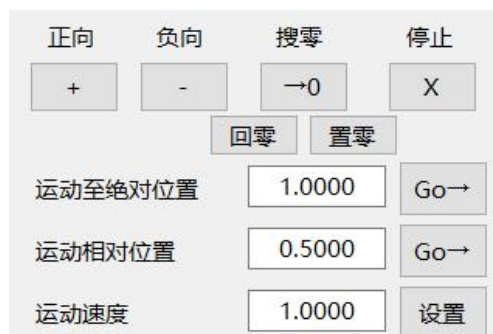 正向 负向 搜零 停止
+ - →0 X
回零 置零
运动至绝对位置 1.0000 Go→
运动相对位置 0.5000 Go→
运动速度 1.0000 设置